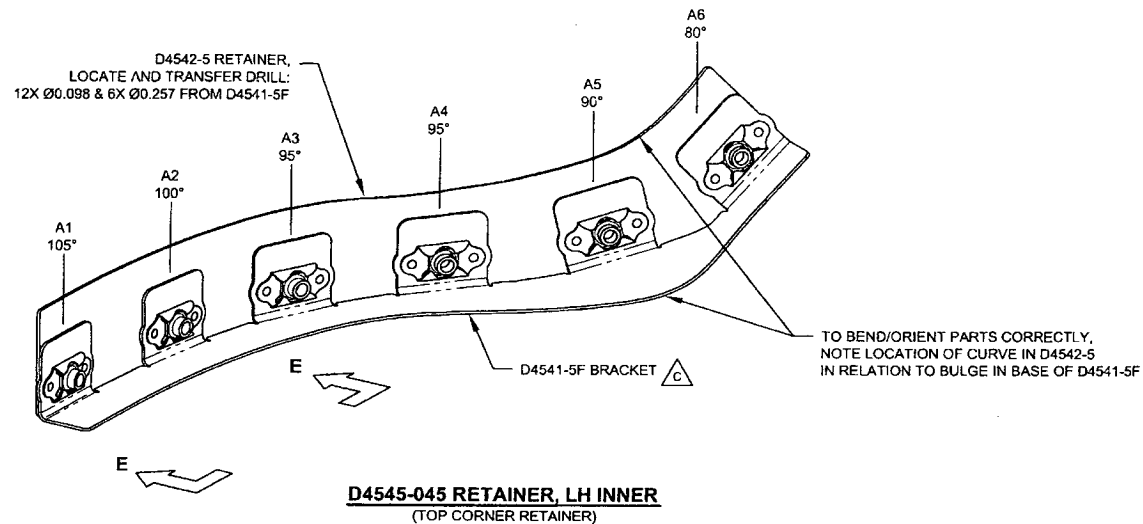 A6
80°
D4542-5 RETAINER,
LOCATE AND TRANSFER DRILL:
12X Ø0.098 & 6X Ø0.257 FROM D4541-5F
A5
90°
A4
95°
A3
95°
A2
100°
A1
105°
TO BEND/ORIENT PARTS CORRECTLY,
NOTE LOCATION OF CURVE IN D4542-5
IN RELATION TO BULGE IN BASE OF D4541-5F
E
D4541-5F BRACKET C
E
D4545-045 RETAINER, LH INNER
(TOP CORNER RETAINER)